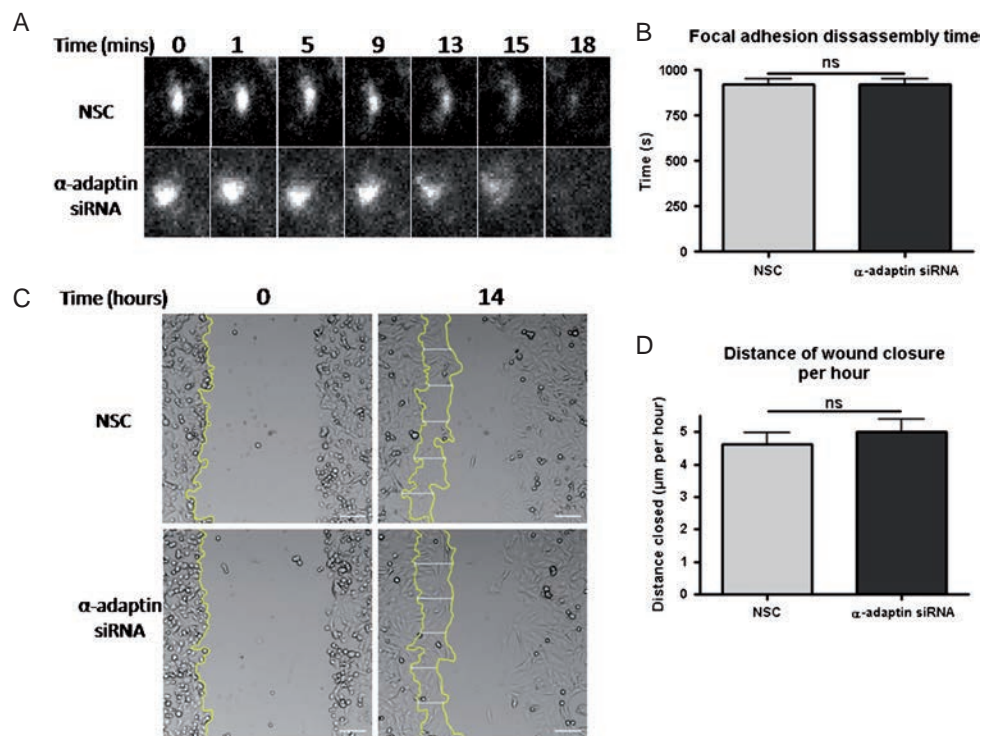 A
Time (mins) 0 1 5 9 13 15 18
NSC
α-adaptin
siRNA
B
Focal adhesion dissassembly time
ns
1000
750
500
250
0
Time (s)
NSC α-adaptin siRNA
C
Time (hours) 0 14
NSC
α-adaptin
siRNA
D
Distance of wound closure
per hour
ns
5
4
3
2
1
0
Distance closed (µm per hour)
NSC α-adaptin siRNA